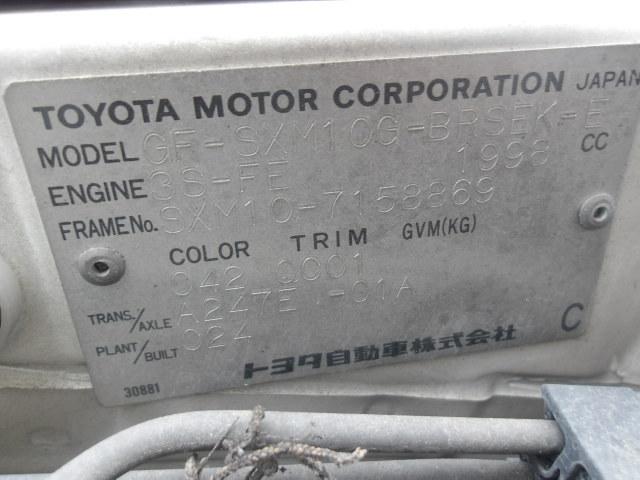 TOYOTA MOTOR CORPORATION JAPAN
MODEL GF-SXM10G-BRSEK-E
ENGINE 3S-FE 1998 CC
FRAME No. SXM10-7158869
COLOR TRIM GVM(KG)
042 0001
TRANS./AXLE A247E -01A
PLANT/BUILT 024 C
トヨタ自動車株式会社
30881